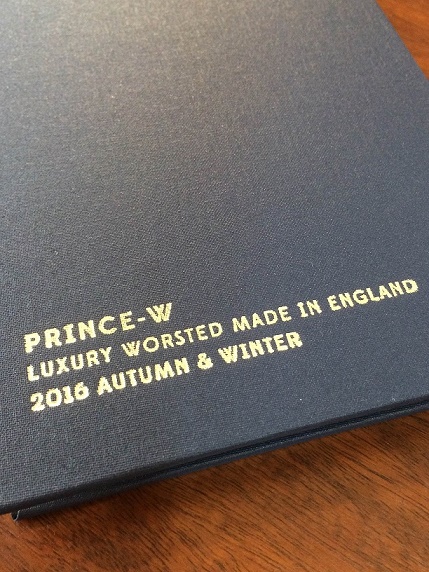 PRINCE-W
LUXURY WORSTED MADE IN ENGLAND
2016 AUTUMN & WINTER